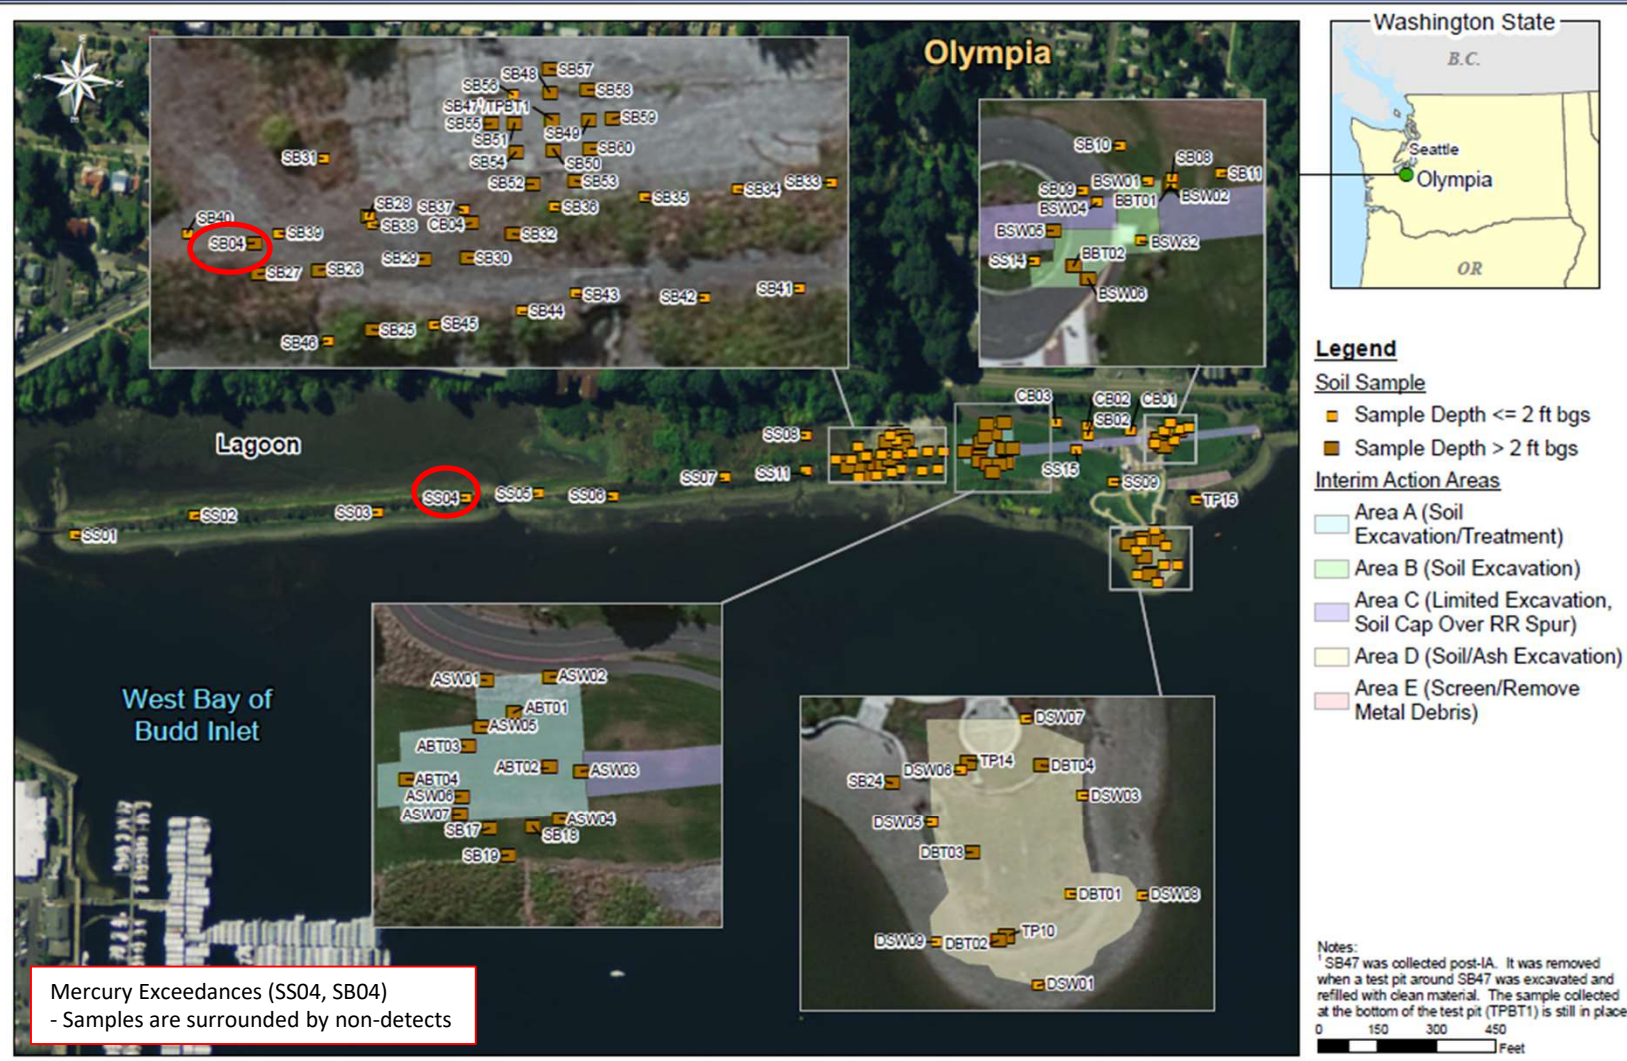 Olympia
SB57
SB48
SB56
SB58
SB47¹/TPBT1
SB55
SB59
SB49
SB51
SB60
SB54
SB50
SB31
SB52
SB53
SB34
SB33
SB35
SB36
SB28
SB37
SB40
SB38
CB04
SB39
SB32
SB04
SB29
SB30
SB27
SB26
SB43
SB42
SB41
SB44
SB25
SB45
SB46
SB10
SB08
SB11
BSW01
SB09
BBT01
BSW02
BSW04
BSW05
BSW32
BBT02
SS14
BSW06
Lagoon
CB03
CB02
CB01
SB02
SS08
SS15
SS11
SS07
SS09
SS04
SS05
SS06
TP15
SS03
SS02
SS01
West Bay of
Budd Inlet
ASW01
ASW02
ABT01
ASW05
ABT03
ABT02
ASW03
ABT04
ASW06
ASW07
ASW04
SB17
SB18
SB19
DSW07
TP14
DSW06
DBT04
SB24
DSW03
DSW05
DBT03
DBT01
DSW08
TP10
DSW09
DBT02
DSW01
Mercury Exceedances (SS04, SB04)
- Samples are surrounded by non-detects
Washington State
B.C.
Seattle
Olympia
OR
Legend
Soil Sample
Sample Depth <= 2 ft bgs
Sample Depth > 2 ft bgs
Interim Action Areas
Area A (Soil
Excavation/Treatment)
Area B (Soil Excavation)
Area C (Limited Excavation,
Soil Cap Over RR Spur)
Area D (Soil/Ash Excavation)
Area E (Screen/Remove
Metal Debris)
Notes:
¹ SB47 was collected post-IA. It was removed
when a test pit around SB47 was excavated and
refilled with clean material. The sample collected
at the bottom of the test pit (TPBT1) is still in place
0 150 300 450
Feet